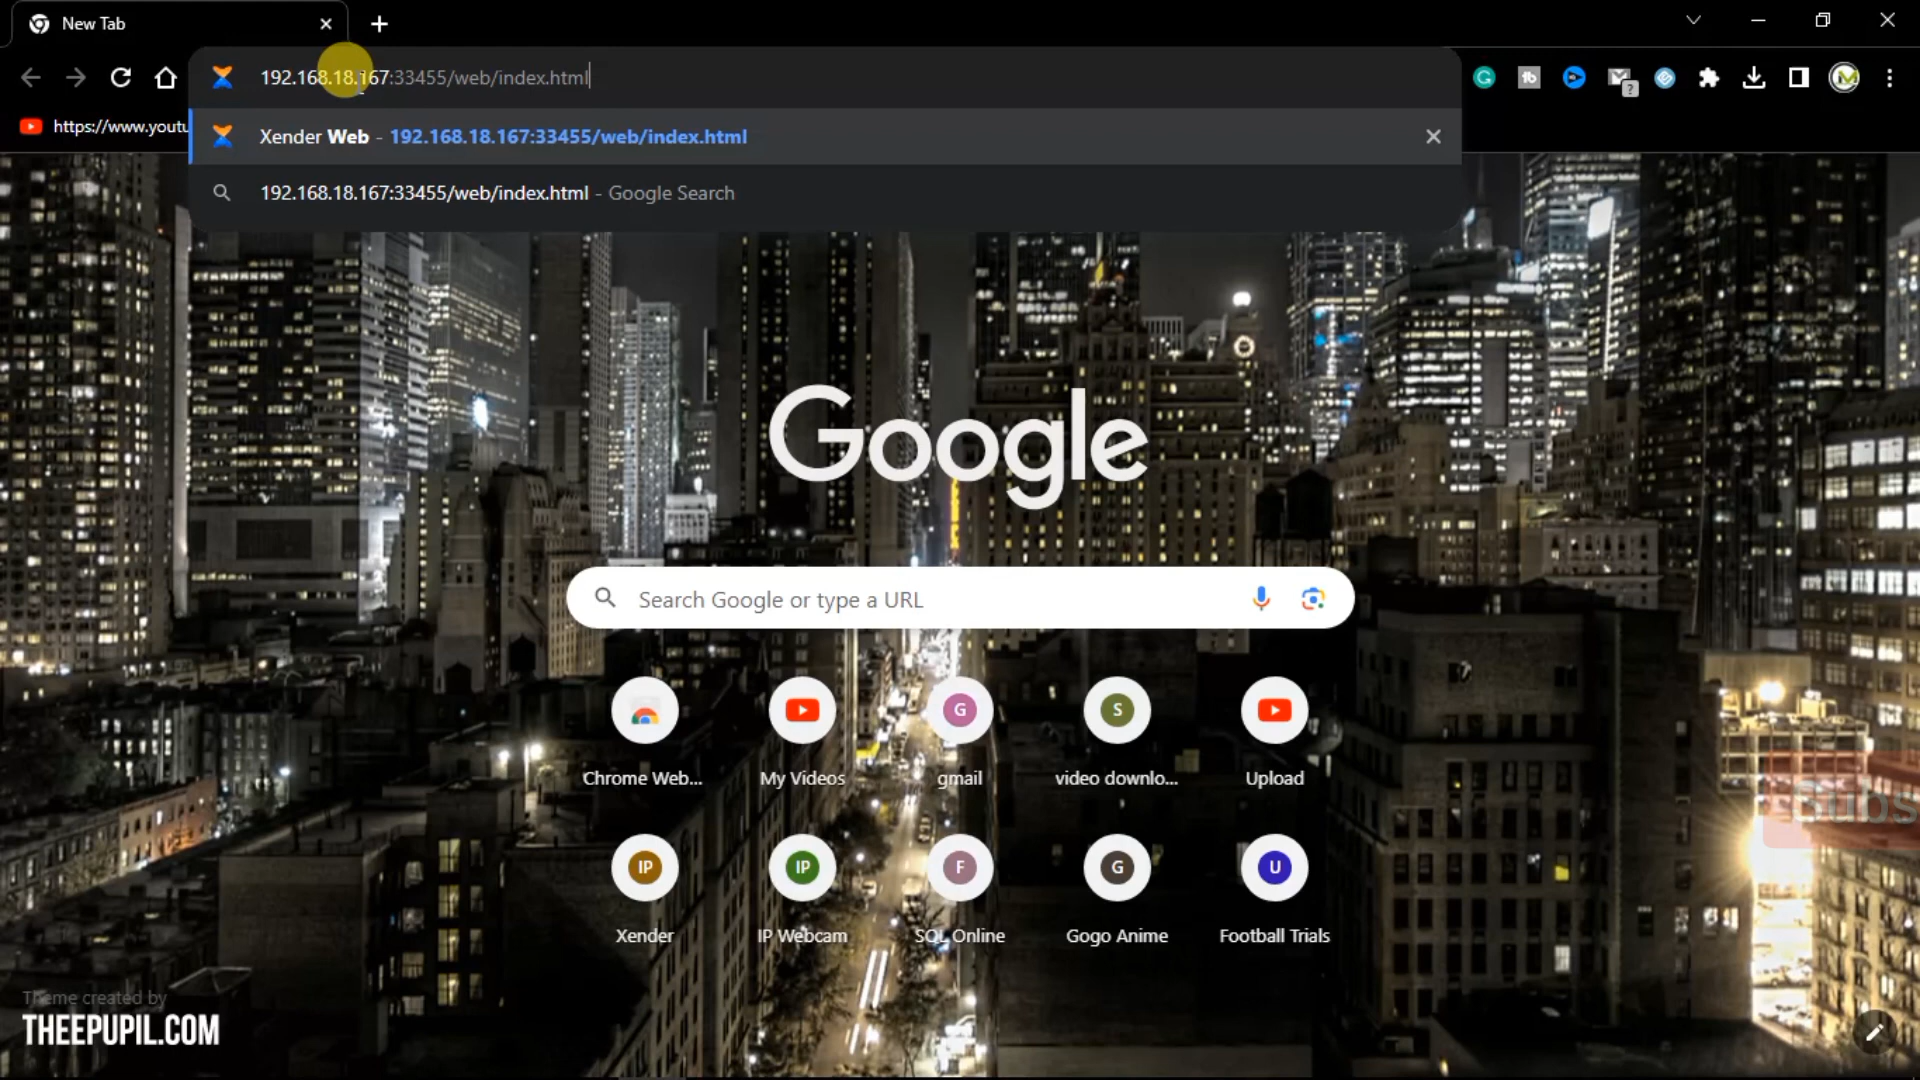 New Tab
192.168.18.167:33455/web/index.html
https://www.youtu
Xender Web - 192.168.18.167:33455/web/index.html
192.168.18.167:33455/web/index.html - Google Search
Google
Search Google or type a URL
G
S
Chrome Web...
My Videos
gmail
video downlo...
Upload
Subs
IP
IP
F
G
U
Xender
IP Webcam
SQL Online
Gogo Anime
Football Trials
Theme created by
THEEPUPIL.COM